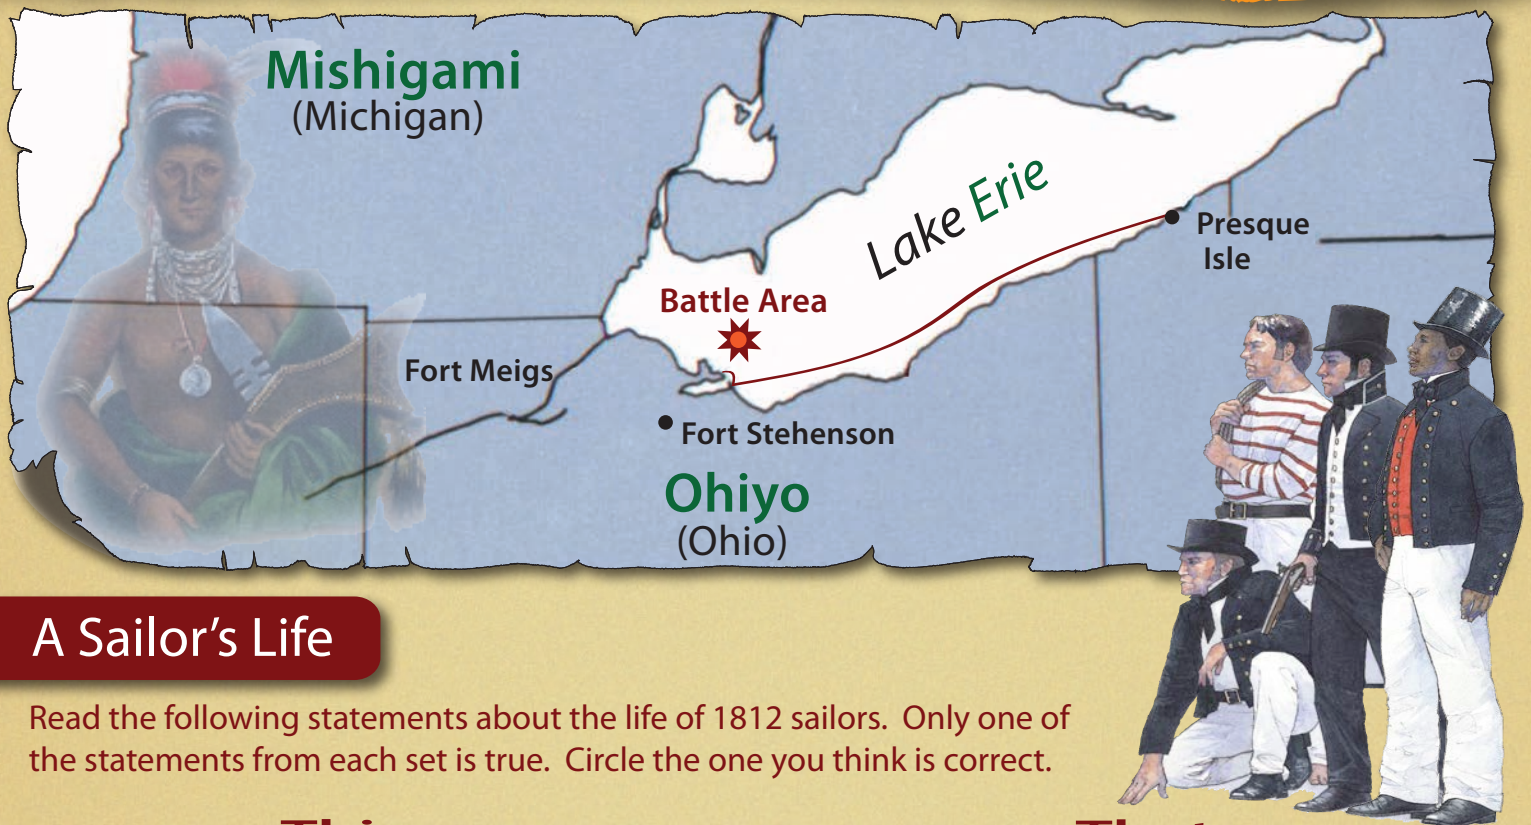 Mishigami
(Michigan)
Lake Erie
Presque
Isle
Battle Area
Fort Meigs
Fort Stehenson
Ohiyo
(Ohio)
A Sailor's Life
Read the following statements about the life of 1812 sailors. Only one of
the statements from each set is true. Circle the one you think is correct.